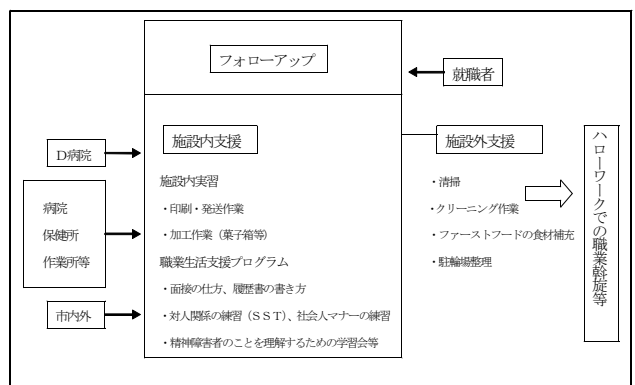 フォローアップ
就職者
D病院
施設内支援
施設外支援
ハローワークでの職業斡旋等
施設内実習
・印刷・発送作業
・加工作業（菓子箱等）
職業生活支援プログラム
・面接の仕方、履歴書の書き方
・対人関係の練習（ＳＳＴ）、社会人マナーの練習
・精神障害者のことを理解するための学習会等
・清掃
・クリーニング作業
・ファーストフードの食材補充
・駐輪場整理
病院
保健所
作業所等
市内外